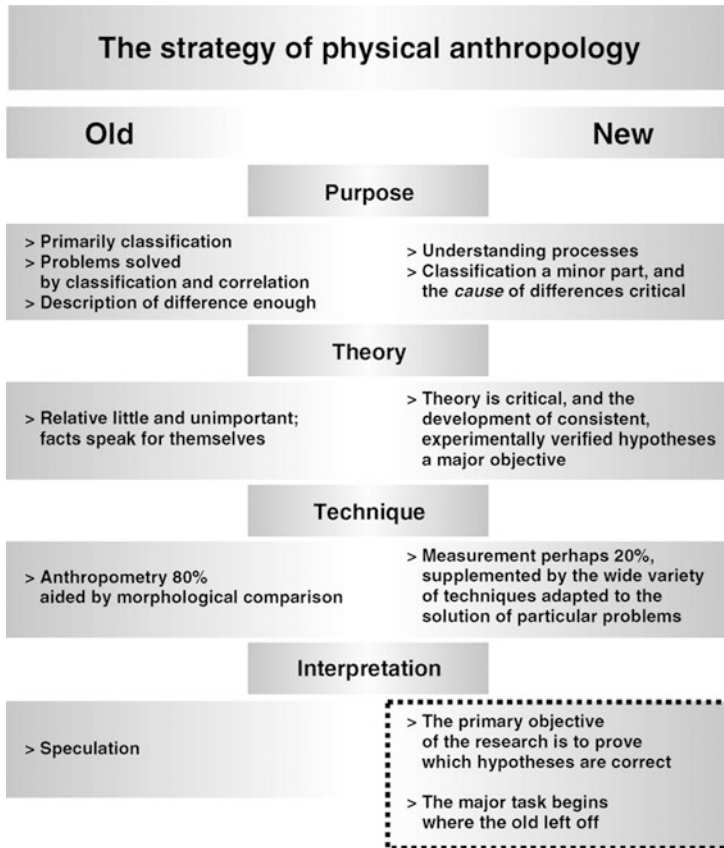 The strategy of physical anthropology
Old
New
Purpose
> Primarily classification
> Problems solved
by classification and correlation
> Description of difference enough
> Understanding processes
> Classification a minor part, and
the cause of differences critical
Theory
> Relative little and unimportant;
facts speak for themselves
> Theory is critical, and the
development of consistent,
experimentally verified hypotheses
a major objective
Technique
> Anthropometry 80%
aided by morphological comparison
> Measurement perhaps 20%,
supplemented by the wide variety
of techniques adapted to the
solution of particular problems
Interpretation
> Speculation
> The primary objective
of the research is to prove
which hypotheses are correct
> The major task begins
where the old left off